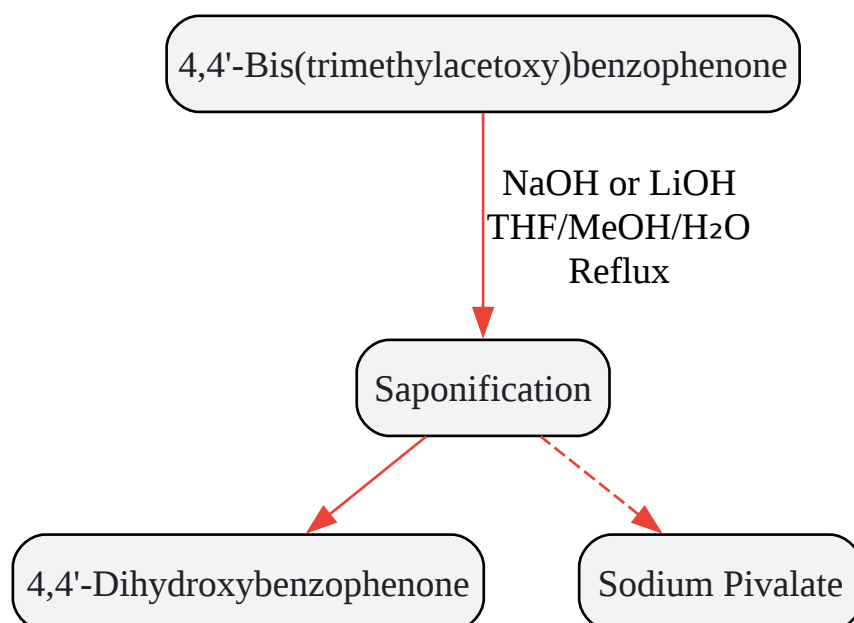 4,4'-Bis(trimethylacetoxy)benzophenone
NaOH or LiOH
THF/MeOH/H₂O
Reflux
Saponification
4,4'-Dihydroxybenzophenone
Sodium Pivalate